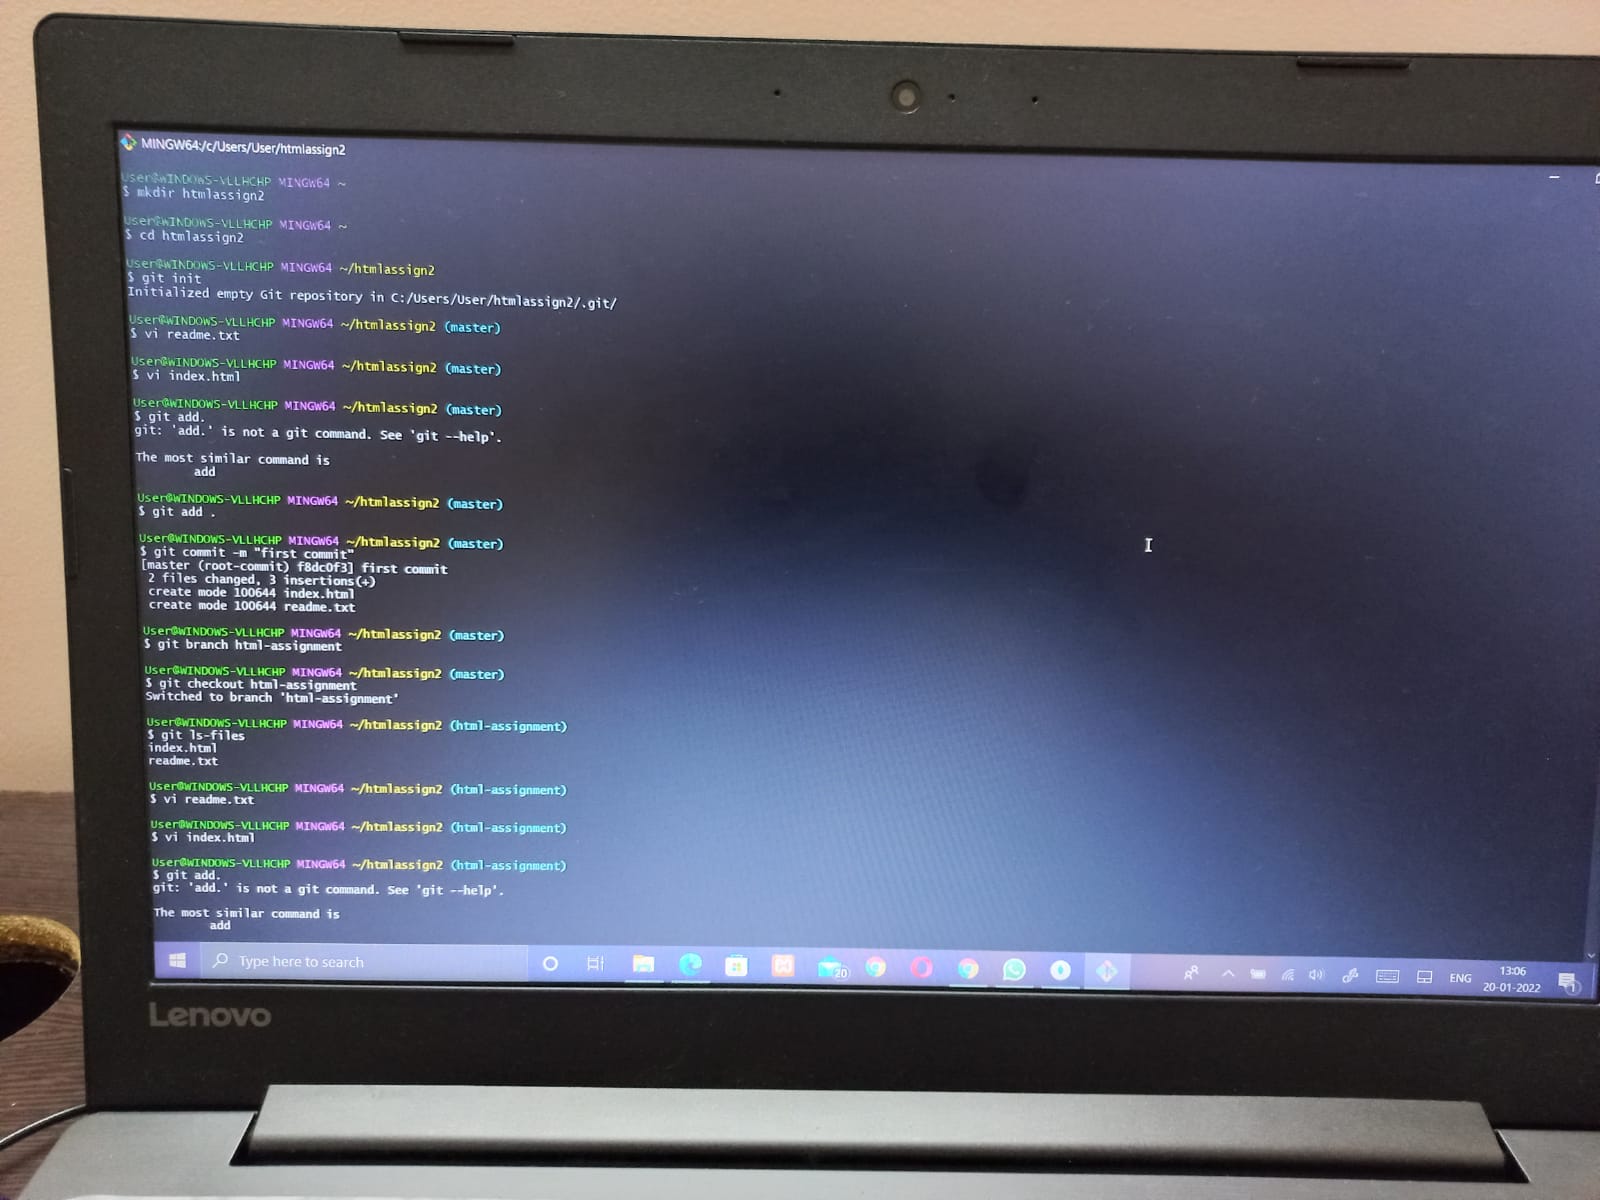 MINGW64:/c/Users/User/htmlassign2
User@WINDOWS-VLLHCHP MINGW64 ~
$ mkdir htmlassign2
User@WINDOWS-VLLHCHP MINGW64 ~
$ cd htmlassign2
User@WINDOWS-VLLHCHP MINGW64 ~/htmlassign2
$ git init
Initialized empty Git repository in C:/Users/User/htmlassign2/.git/
User@WINDOWS-VLLHCHP MINGW64 ~/htmlassign2 (master)
$ vi readme.txt
User@WINDOWS-VLLHCHP MINGW64 ~/htmlassign2 (master)
$ vi index.html
User@WINDOWS-VLLHCHP MINGW64 ~/htmlassign2 (master)
$ git add.
git: 'add.' is not a git command. See 'git --help'.
The most similar command is
add
User@WINDOWS-VLLHCHP MINGW64 ~/htmlassign2 (master)
$ git add .
User@WINDOWS-VLLHCHP MINGW64 ~/htmlassign2 (master)
$ git commit -m "first commit"
[master (root-commit) f8dc0f3] first commit
2 files changed, 3 insertions(+)
create mode 100644 index.html
create mode 100644 readme.txt
User@WINDOWS-VLLHCHP MINGW64 ~/htmlassign2 (master)
$ git branch html-assignment
User@WINDOWS-VLLHCHP MINGW64 ~/htmlassign2 (master)
$ git checkout html-assignment
Switched to branch 'html-assignment'
User@WINDOWS-VLLHCHP MINGW64 ~/htmlassign2 (html-assignment)
$ git ls-files
index.html
readme.txt
User@WINDOWS-VLLHCHP MINGW64 ~/htmlassign2 (html-assignment)
$ vi readme.txt
User@WINDOWS-VLLHCHP MINGW64 ~/htmlassign2 (html-assignment)
$ vi index.html
User@WINDOWS-VLLHCHP MINGW64 ~/htmlassign2 (html-assignment)
$ git add.
git: 'add.' is not a git command. See 'git --help'.
The most similar command is
add
Type here to search
20
ENG
13:06
20-01-2022
1
Lenovo